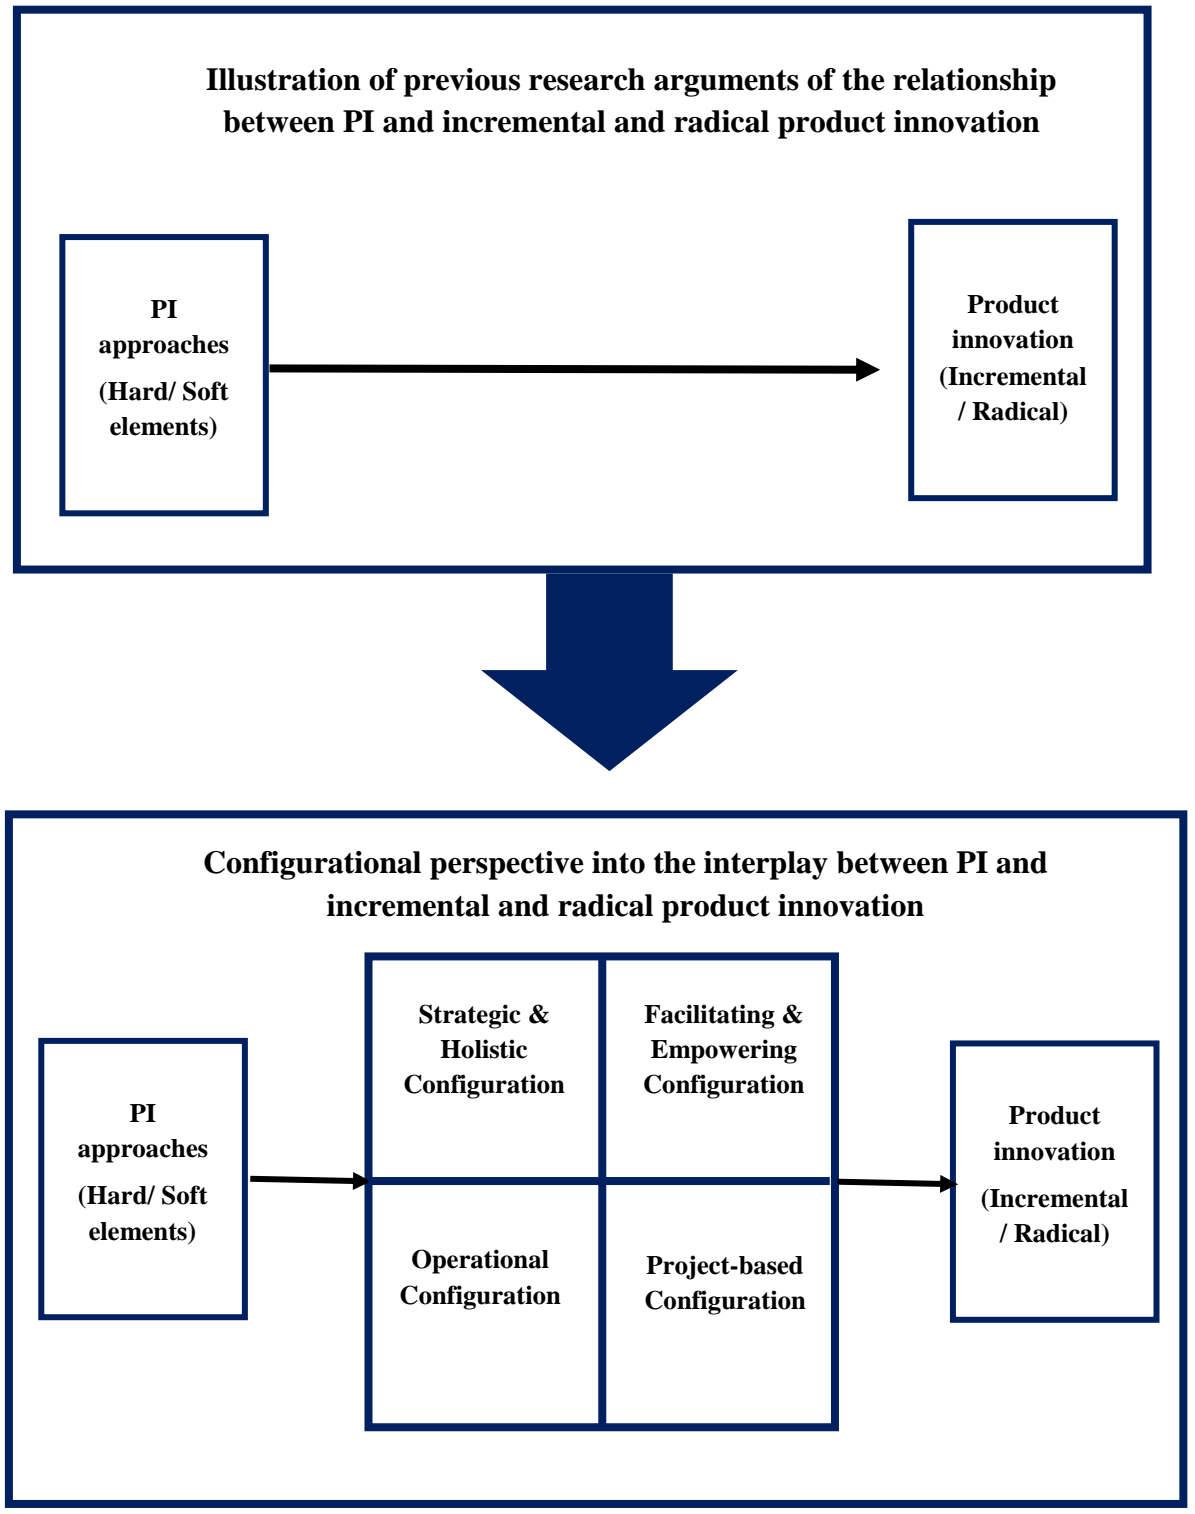 Illustration of previous research arguments of the relationship
between PI and incremental and radical product innovation
PI
approaches
(Hard/ Soft
elements)
Product
innovation
(Incremental
/ Radical)
Configurational perspective into the interplay between PI and
incremental and radical product innovation
PI
approaches
(Hard/ Soft
elements)
Strategic &
Holistic
Configuration
Facilitating &
Empowering
Configuration
Operational
Configuration
Project-based
Configuration
Product
innovation
(Incremental
/ Radical)